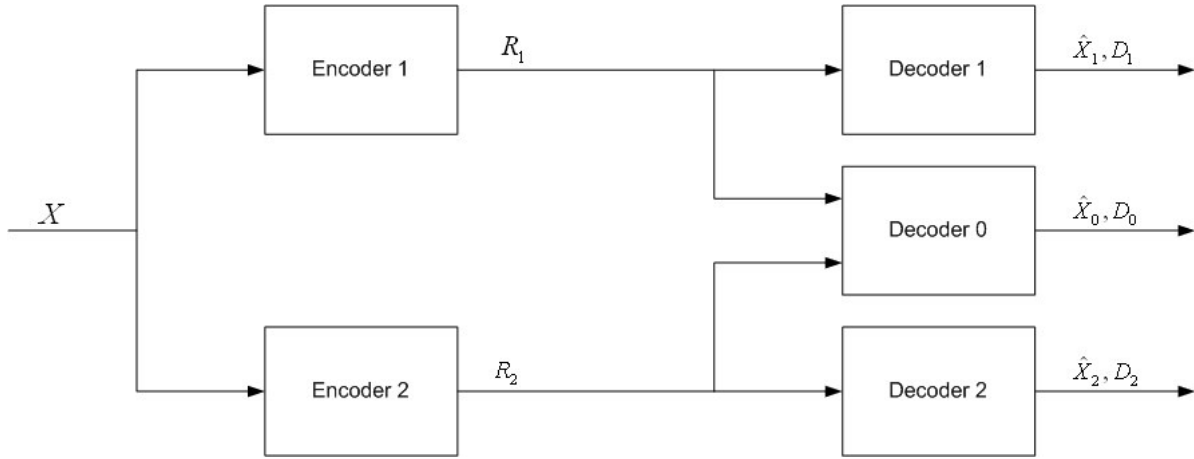 R₁
Encoder 1
Decoder 1
X̂₁, D₁
X
Decoder 0
X̂₀, D₀
R₂
Encoder 2
Decoder 2
X̂₂, D₂